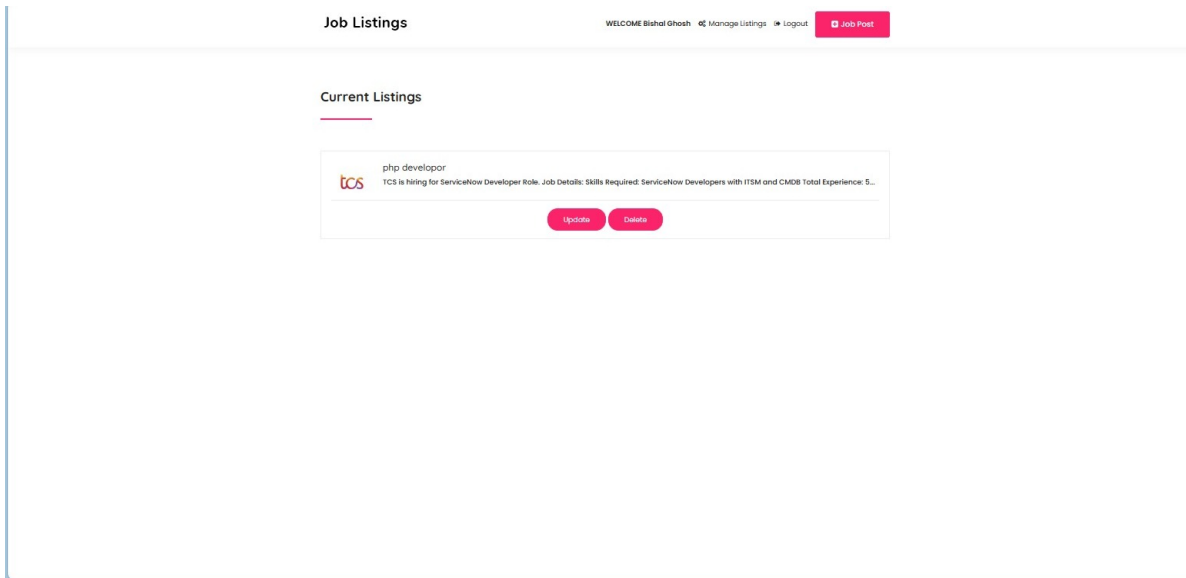 Job Listings
WELCOME Bishal Ghosh Manage Listings Logout Job Post
Current Listings
php developor
tcs
TCS is hiring for ServiceNow Developer Role. Job Details: Skills Required: ServiceNow Developers with ITSM and CMDB Total Experience: 5...
Update Delete